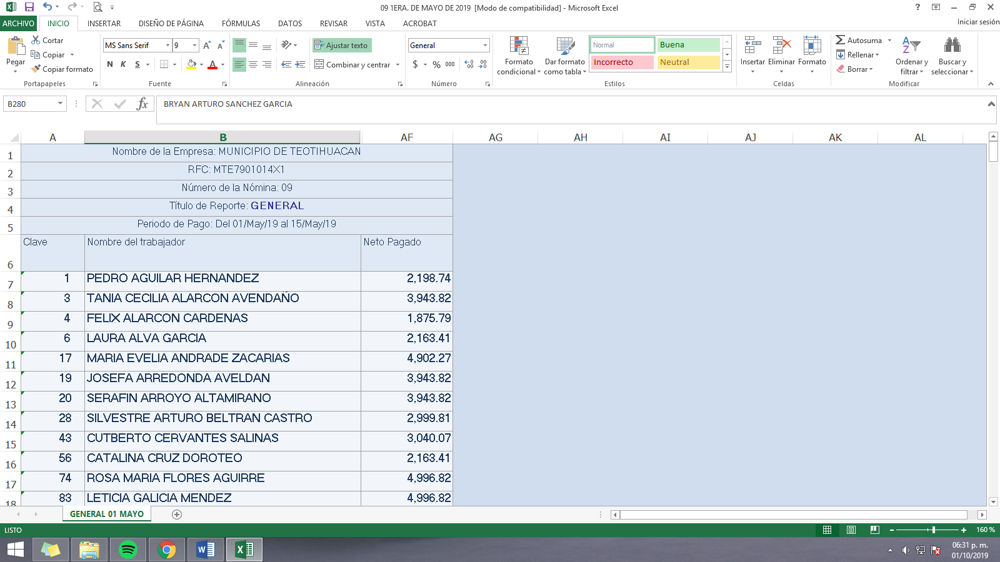 09 1ERA. DE MAYO DE 2019 [Modo de compatibilidad] - Microsoft Excel
ARCHIVO INICIO INSERTAR DISEÑO DE PÁGINA FÓRMULAS DATOS REVISAR VISTA ACROBAT Iniciar sesión
Pegar Cortar Copiar Copiar formato
MS Sans Serif 9 Ajustar texto General
N K S Combinar y centrar $ % 000
Formato condicional Dar formato como tabla
Normal Buena
Incorrecto Neutral
Insertar Eliminar Formato
Autosuma Rellenar Borrar
Ordenar y filtrar Buscar y seleccionar
Portapapeles Fuente Alineación Número Estilos Celdas Modificar
B280 fx BRYAN ARTURO SANCHEZ GARCIA
A B AF AG AH AI AJ AK AL
1 Nombre de la Empresa: MUNICIPIO DE TEOTIHUACAN
2 RFC: MTE7901014X1
3 Número de la Nómina: 09
4 Título de Reporte: GENERAL
5 Periodo de Pago: Del 01/May/19 al 15/May/19
6 Clave Nombre del trabajador Neto Pagado
7 1 PEDRO AGUILAR HERNANDEZ 2,198.74
8 3 TANIA CECILIA ALARCON AVENDAÑO 3,943.82
9 4 FELIX ALARCON CARDENAS 1,875.79
10 6 LAURA ALVA GARCIA 2,163.41
11 17 MARIA EVELIA ANDRADE ZACARIAS 4,902.27
12 19 JOSEFA ARREDONDA AVELDAN 3,943.82
13 20 SERAFIN ARROYO ALTAMIRANO 3,943.82
14 28 SILVESTRE ARTURO BELTRAN CASTRO 2,999.81
15 43 CUTBERTO CERVANTES SALINAS 3,040.07
16 56 CATALINA CRUZ DOROTEO 2,163.41
17 74 ROSA MARIA FLORES AGUIRRE 4,996.82
18 83 LETICIA GALICIA MENDEZ 4,996.82
GENERAL 01 MAYO
LISTO 160 %
06:31 p. m.
01/10/2019